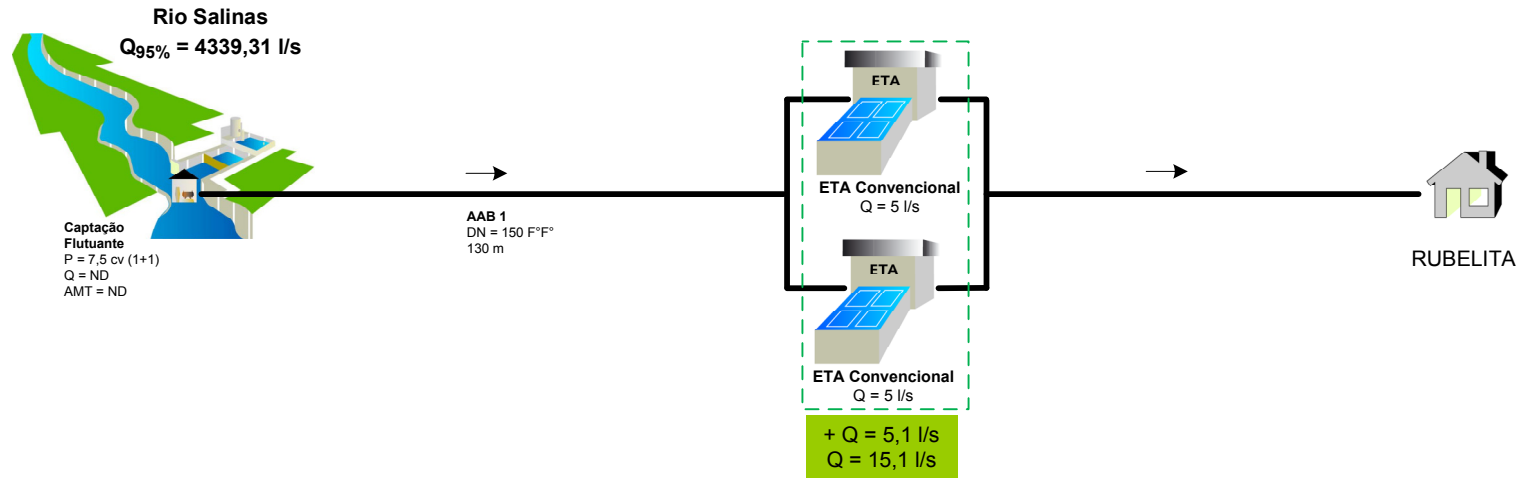 Rio Salinas
Q95% = 4339,31 l/s
Captação
Flutuante
P = 7,5 cv (1+1)
Q = ND
AMT = ND
AAB 1
DN = 150 F°F°
130 m
ETA
ETA Convencional
Q = 5 l/s
ETA
ETA Convencional
Q = 5 l/s
+ Q = 5,1 l/s
Q = 15,1 l/s
RUBELITA